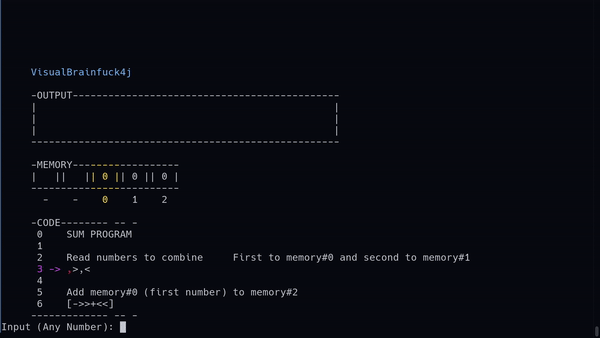 VisualBrainfuck4j
-OUTPUT--------------------------------------------
|                                                  |
|                                                  |
|                                                  |
---------------------------------------------------
-MEMORY------------------
|   ||   || 0 || 0 || 0 |
-------------------------
  -    -    0    1    2
-CODE-------- -- -
0    SUM PROGRAM
1
2    Read numbers to combine     First to memory#0 and second to memory#1
3 -> ,>,<
4
5    Add memory#0 (first number) to memory#2
6    [->>+<<]
------------- -- -
Input (Any Number):